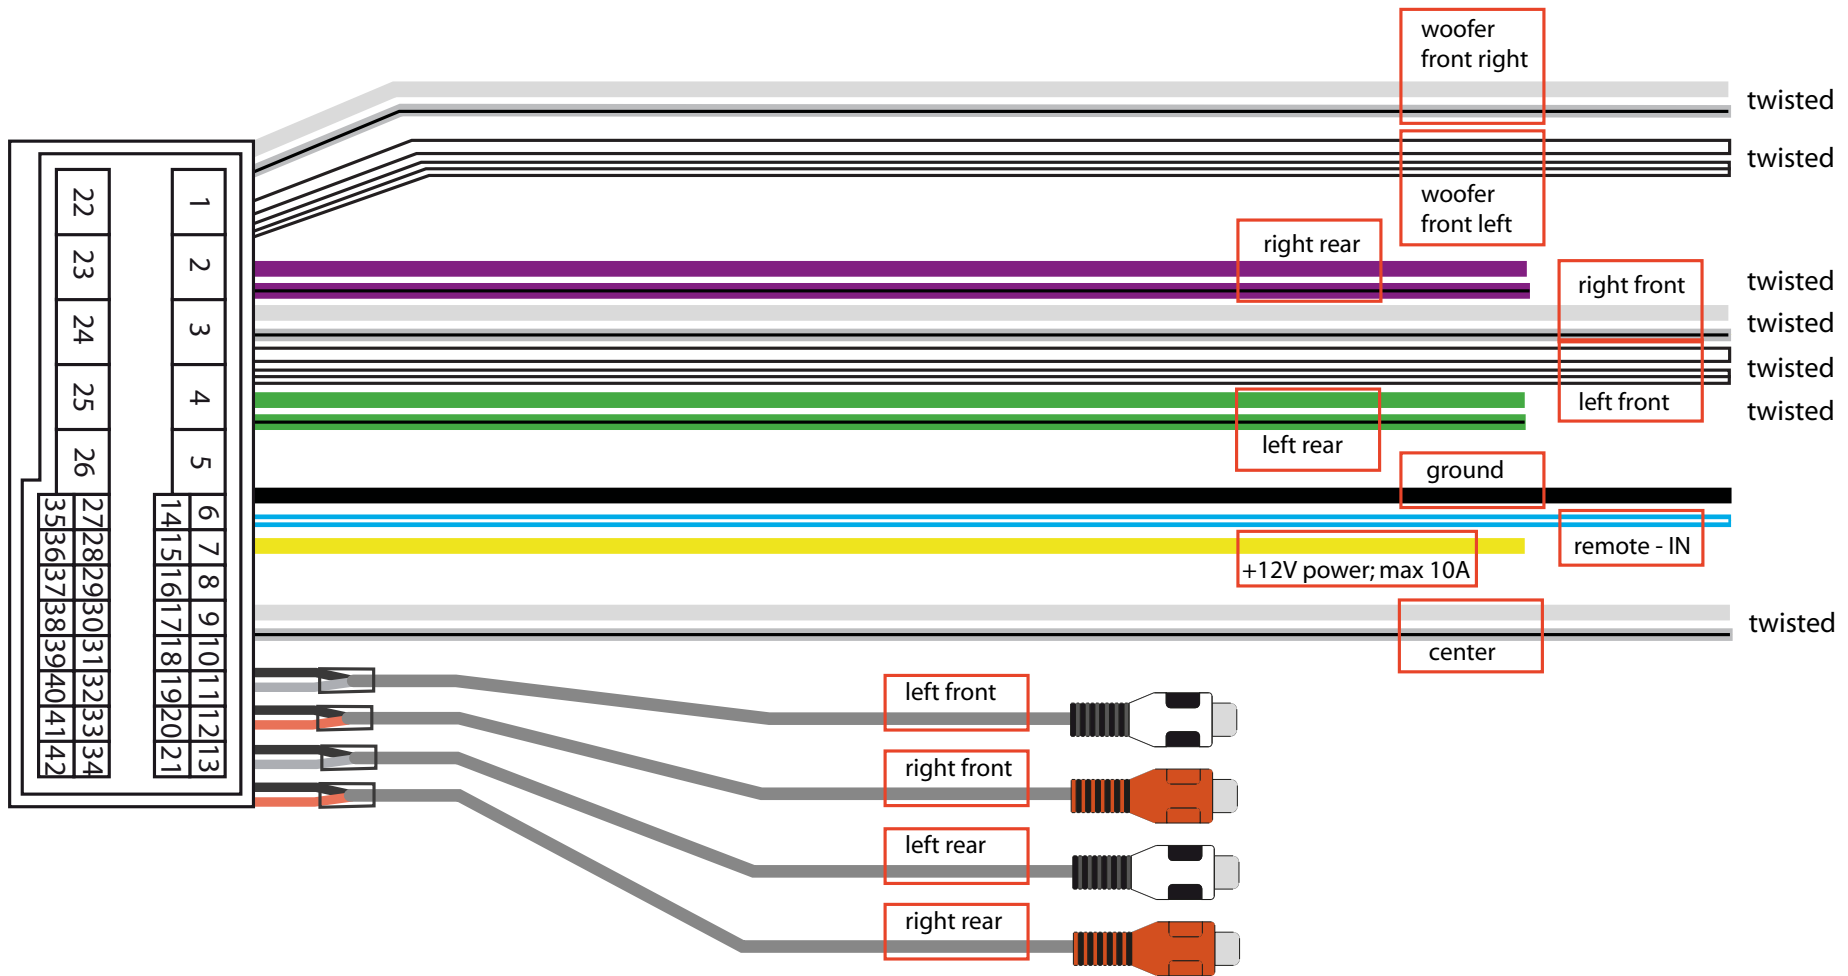 woofer
front right
twisted
twisted
woofer
front left
right rear
right front
twisted
twisted
twisted
left front
twisted
left rear
ground
remote - IN
+12V power; max 10A
twisted
center
left front
right front
left rear
right rear
22 1
23 2
24 3
25 4
26 5
35 27 14 6
36 28 15 7
37 29 16 8
38 30 17 9
39 31 18 10
40 32 19 11
41 33 20 12
42 34 21 13